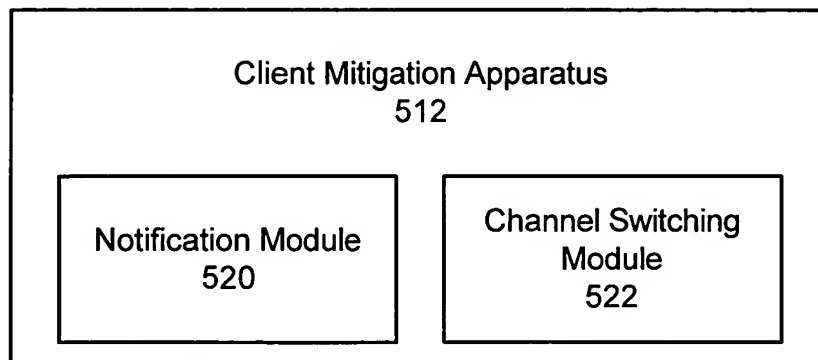 Client Mitigation Apparatus
512
Notification Module
520
Channel Switching
Module
522